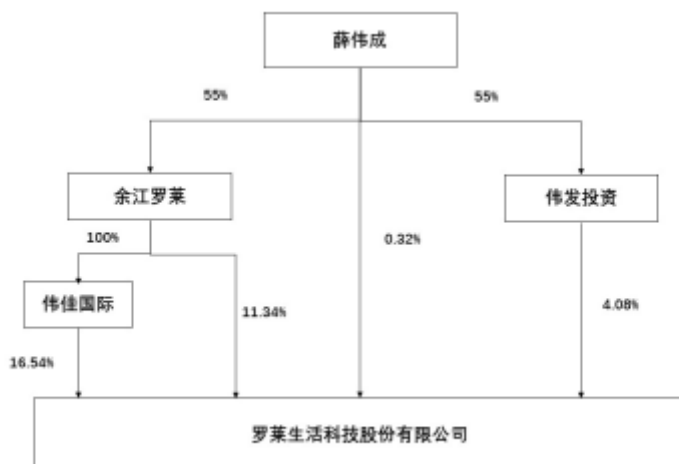 薛伟成
55%
55%
余江罗莱
伟发投资
100%
0.32%
伟佳国际
11.34%
4.08%
16.54%
罗莱生活科技股份有限公司